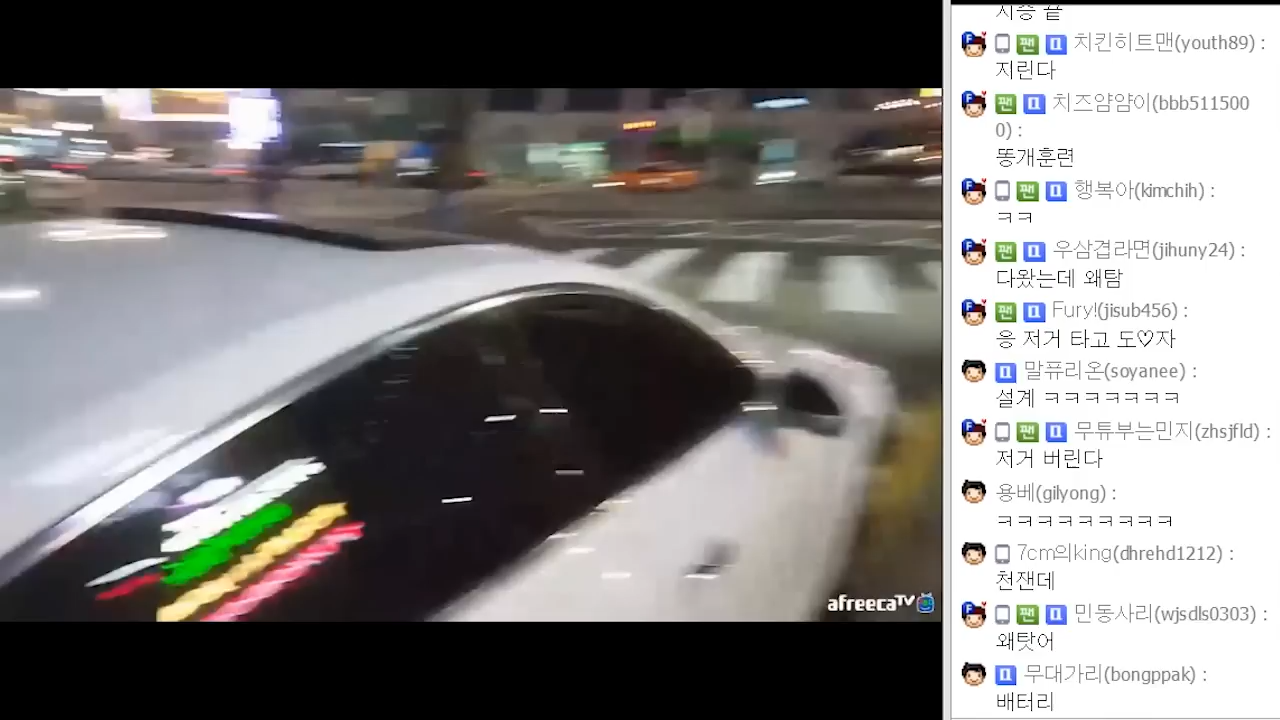 시승 끝
치킨히트맨(youth89) :
지린다
치즈얌얌이(bbb511500
0) :
똥개훈련
행복아(kimchih) :
ㅋㅋ
우삼겹라면(jihuny24) :
다왔는데 왜탐
Fury!(jisub456) :
응 저거 타고 도♡자
말퓨리온(soyanee) :
설계 ㅋㅋㅋㅋㅋㅋㅋ
무튜부는민지(zhsjfld) :
저거 버린다
용베(gilyong) :
ㅋㅋㅋㅋㅋㅋㅋㅋㅋ
7cm의king(dhrehd1212) :
천잰데
민동사리(wjsdls0303) :
왜탓어
무대가리(bongppak) :
배터리
afreecaTV